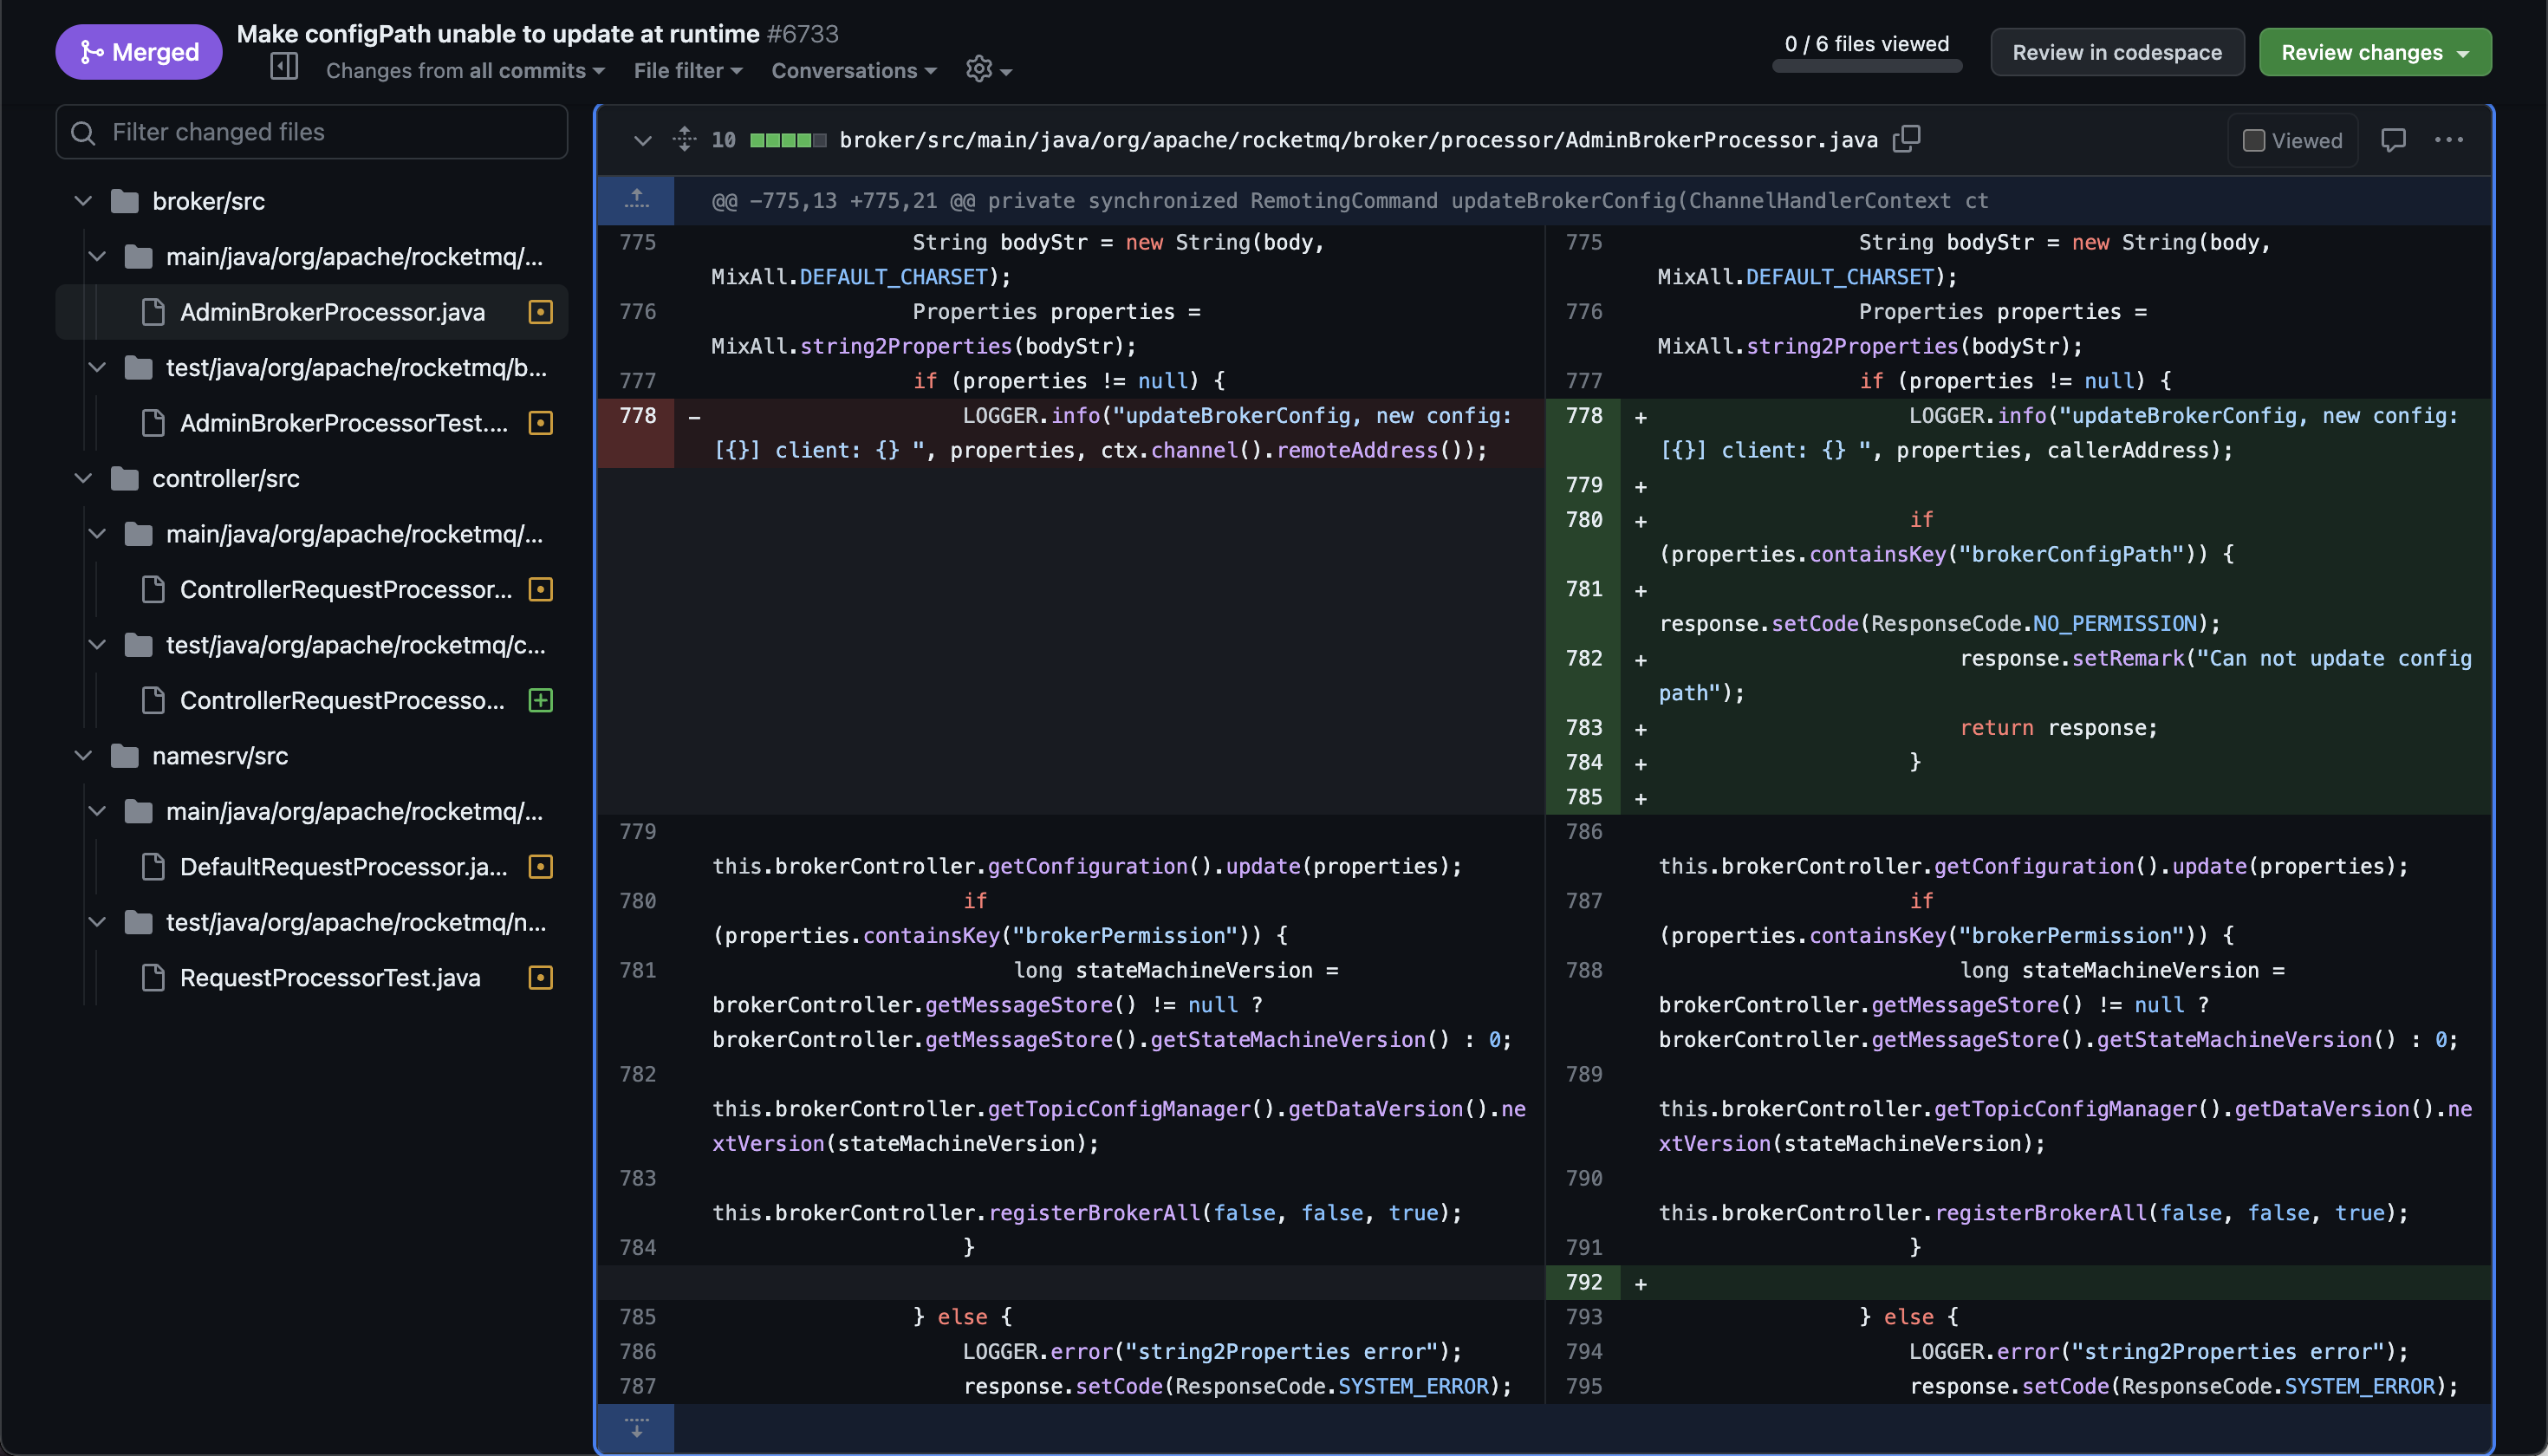 Merged
Make configPath unable to update at runtime #6733
Changes from all commits
File filter
Conversations
0 / 6 files viewed
Review in codespace
Review changes
Filter changed files
broker/src
main/java/org/apache/rocketmq/...
AdminBrokerProcessor.java
test/java/org/apache/rocketmq/b...
AdminBrokerProcessorTest....
controller/src
main/java/org/apache/rocketmq/...
ControllerRequestProcessor...
test/java/org/apache/rocketmq/c...
ControllerRequestProcesso...
namesrv/src
main/java/org/apache/rocketmq/...
DefaultRequestProcessor.ja...
test/java/org/apache/rocketmq/n...
RequestProcessorTest.java
10 broker/src/main/java/org/apache/rocketmq/broker/processor/AdminBrokerProcessor.java
Viewed
@@ -775,13 +775,21 @@ private synchronized RemotingCommand updateBrokerConfig(ChannelHandlerContext ct
775 String bodyStr = new String(body,
MixAll.DEFAULT_CHARSET);
776 Properties properties =
MixAll.string2Properties(bodyStr);
777 if (properties != null) {
778 - LOGGER.info("updateBrokerConfig, new config:
[{}] client: {} ", properties, ctx.channel().remoteAddress());
779
this.brokerController.getConfiguration().update(properties);
780 if
(properties.containsKey("brokerPermission")) {
781 long stateMachineVersion =
brokerController.getMessageStore() != null ?
brokerController.getMessageStore().getStateMachineVersion() : 0;
782
this.brokerController.getTopicConfigManager().getDataVersion().ne
xtVersion(stateMachineVersion);
783
this.brokerController.registerBrokerAll(false, false, true);
784 }
785 } else {
786 LOGGER.error("string2Properties error");
787 response.setCode(ResponseCode.SYSTEM_ERROR);
775 String bodyStr = new String(body,
MixAll.DEFAULT_CHARSET);
776 Properties properties =
MixAll.string2Properties(bodyStr);
777 if (properties != null) {
778 + LOGGER.info("updateBrokerConfig, new config:
[{}] client: {} ", properties, callerAddress);
779 +
780 + if
(properties.containsKey("brokerConfigPath")) {
781 +
response.setCode(ResponseCode.NO_PERMISSION);
782 + response.setRemark("Can not update config
path");
783 + return response;
784 + }
785 +
786
this.brokerController.getConfiguration().update(properties);
787 if
(properties.containsKey("brokerPermission")) {
788 long stateMachineVersion =
brokerController.getMessageStore() != null ?
brokerController.getMessageStore().getStateMachineVersion() : 0;
789
this.brokerController.getTopicConfigManager().getDataVersion().ne
xtVersion(stateMachineVersion);
790
this.brokerController.registerBrokerAll(false, false, true);
791 }
792 +
793 } else {
794 LOGGER.error("string2Properties error");
795 response.setCode(ResponseCode.SYSTEM_ERROR);